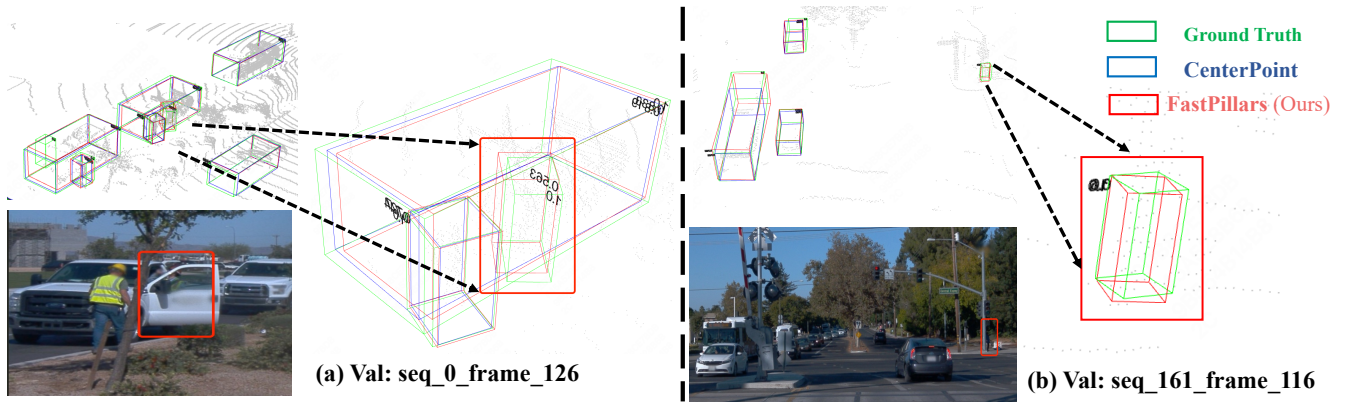 Ground Truth
CenterPoint
FastPillars (Ours)
0.563
1.0
(a) Val: seq_0_frame_126
(b) Val: seq_161_frame_116